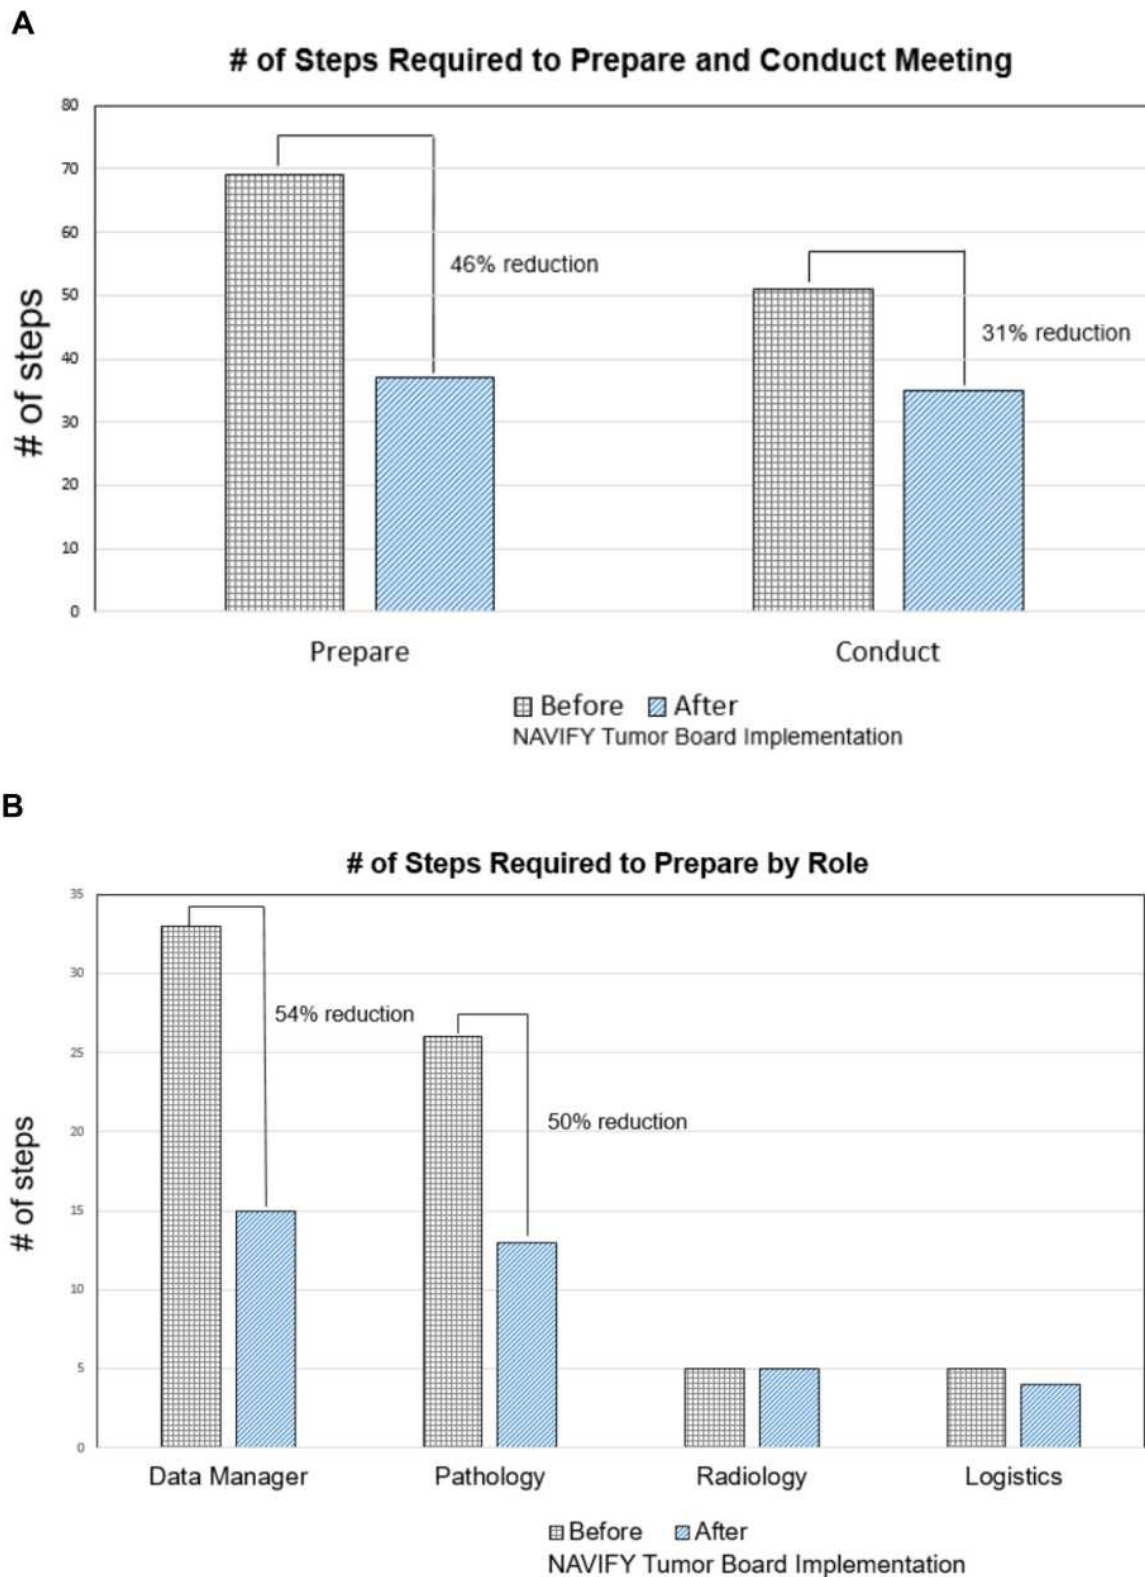 A
# of Steps Required to Prepare and Conduct Meeting
80
70
60
50
40
30
20
10
0
# of steps
46% reduction
31% reduction
Prepare Conduct
Before After
NAVIFY Tumor Board Implementation
B
# of Steps Required to Prepare by Role
35
30
25
20
15
10
5
0
# of steps
54% reduction
50% reduction
Data Manager Pathology Radiology Logistics
Before After
NAVIFY Tumor Board Implementation